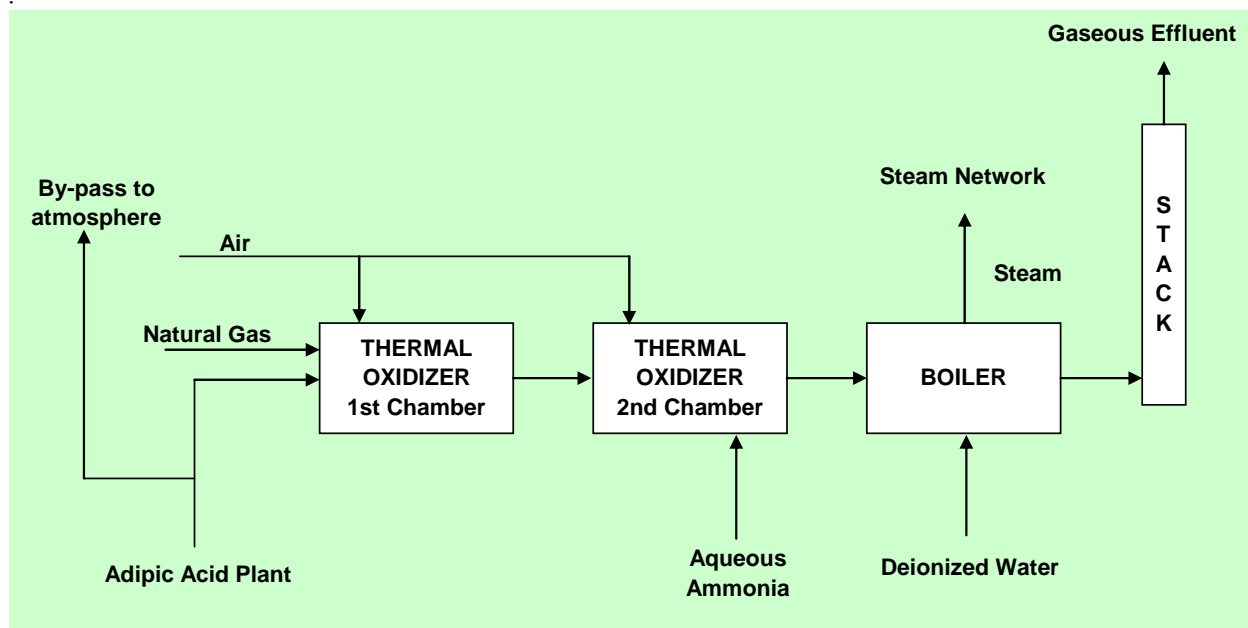 .
Gaseous Effluent
By-pass to
atmosphere
Steam Network
Air
Steam
Natural Gas
THERMAL
OXIDIZER
1st Chamber
THERMAL
OXIDIZER
2nd Chamber
BOILER
S
T
A
C
K
Adipic Acid Plant
Aqueous
Ammonia
Deionized Water